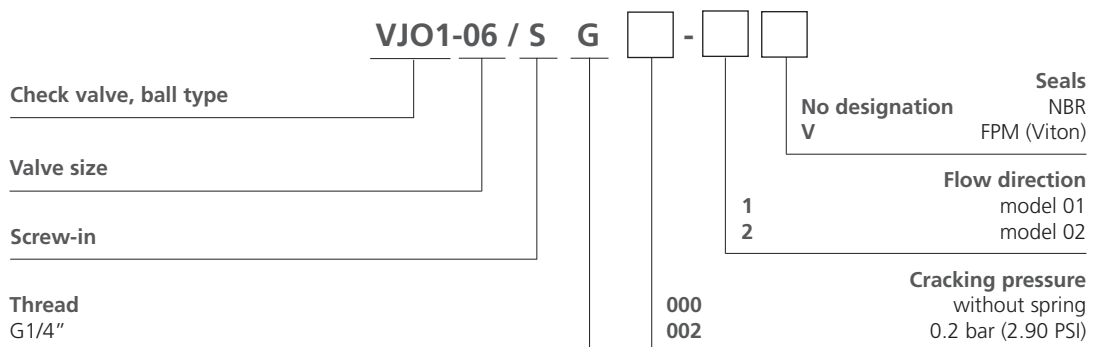 VJO1-06 / S G - 
Check valve, ball type
Valve size
Screw-in
Thread
G1/4"
Seals
No designation NBR
V FPM (Viton)
Flow direction
1 model 01
2 model 02
Cracking pressure
000 without spring
002 0.2 bar (2.90 PSI)